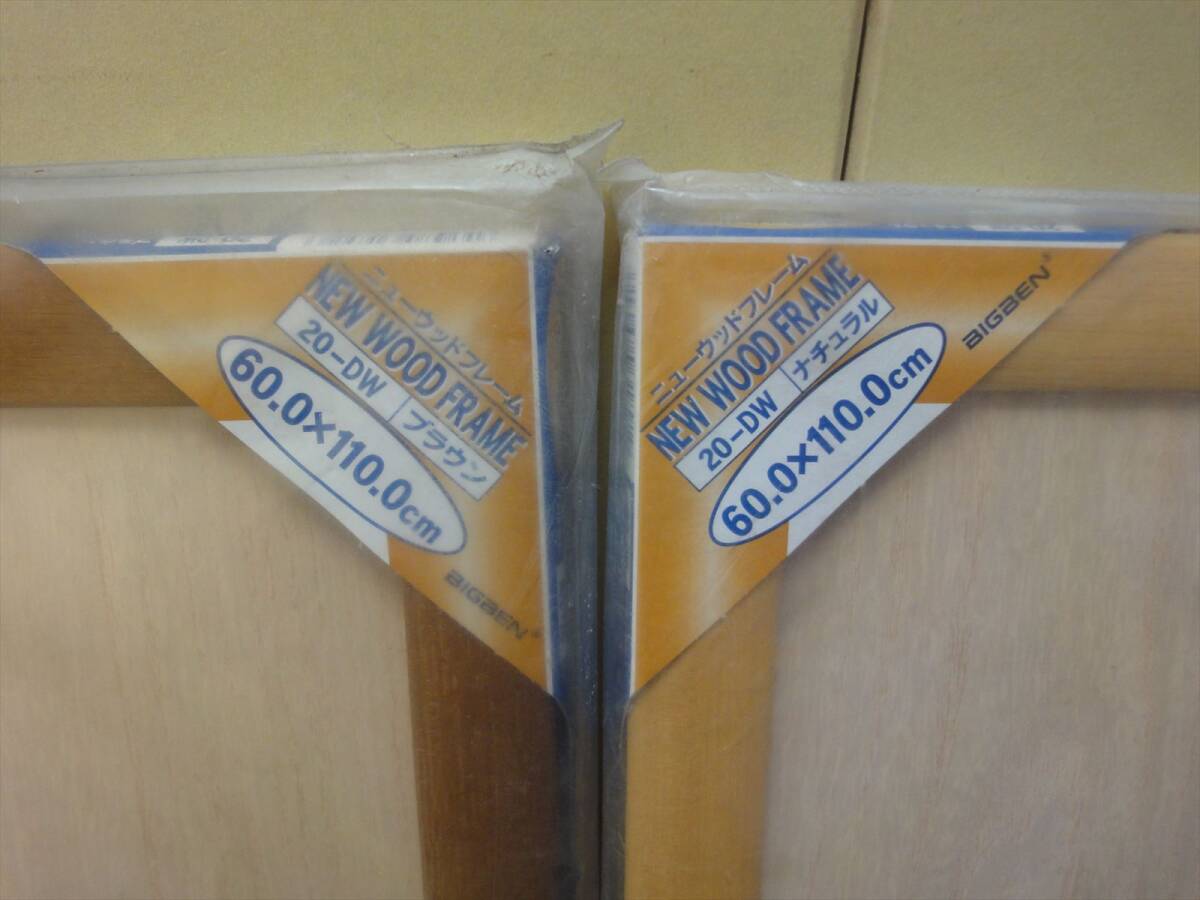 ニューウッドフレーム
NEW WOOD FRAME
20-DW ブラウン
60.0×110.0cm
BIGBEN®
ニューウッドフレーム
NEW WOOD FRAME
20-DW ナチュラル
60.0×110.0cm
BIGBEN®